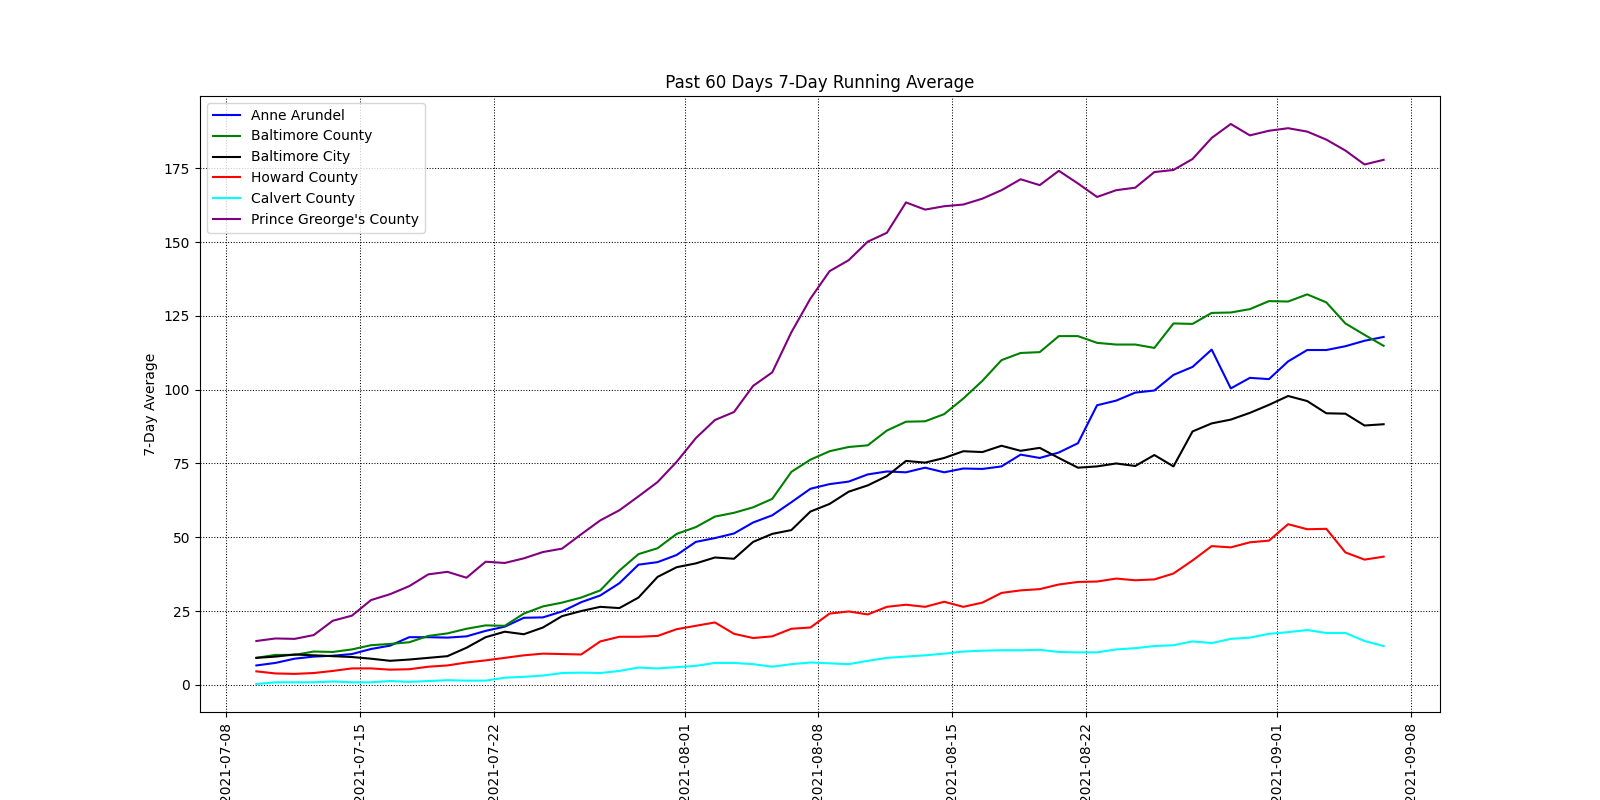 Past 60 Days 7-Day Running Average
Anne Arundel
Baltimore County
Baltimore City
Howard County
Calvert County
Prince Greorge's County
7-Day Average
175
150
125
100
75
50
25
0
2021-07-08
2021-07-15
2021-07-22
2021-08-01
2021-08-08
2021-08-15
2021-08-22
2021-09-01
2021-09-08